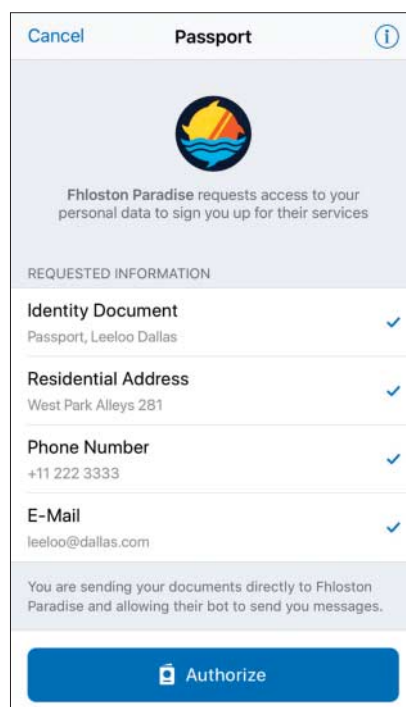 Cancel Passport
Fhloston Paradise requests access to your
personal data to sign you up for their services
REQUESTED INFORMATION
Identity Document
Passport, Leeloo Dallas
Residential Address
West Park Alleys 281
Phone Number
+11 222 3333
E-Mail
leeloo@dallas.com
You are sending your documents directly to Fhloston
Paradise and allowing their bot to send you messages.
Authorize